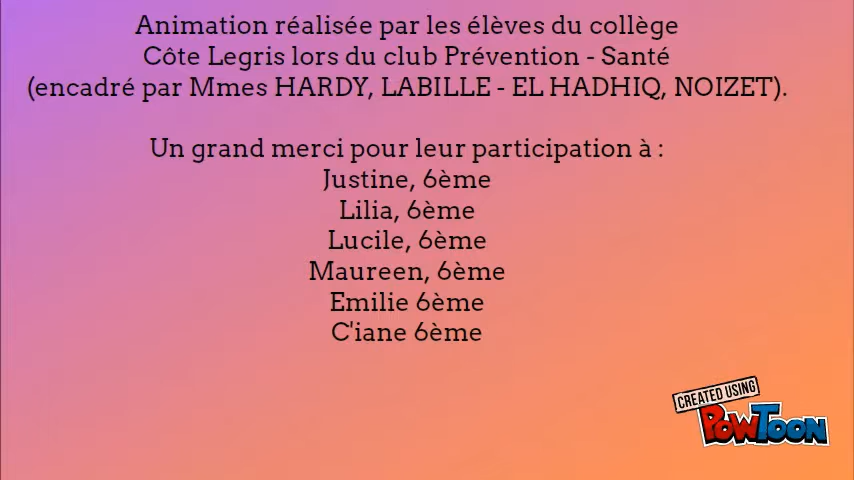 Animation réalisée par les élèves du collège
Côte Legris lors du club Prévention - Santé
(encadré par Mmes HARDY, LABILLE - EL HADHIQ, NOIZET).
Un grand merci pour leur participation à :
Justine, 6ème
Lilia, 6ème
Lucile, 6ème
Maureen, 6ème
Emilie 6ème
C'iane 6ème
CREATED USING
POWTOON